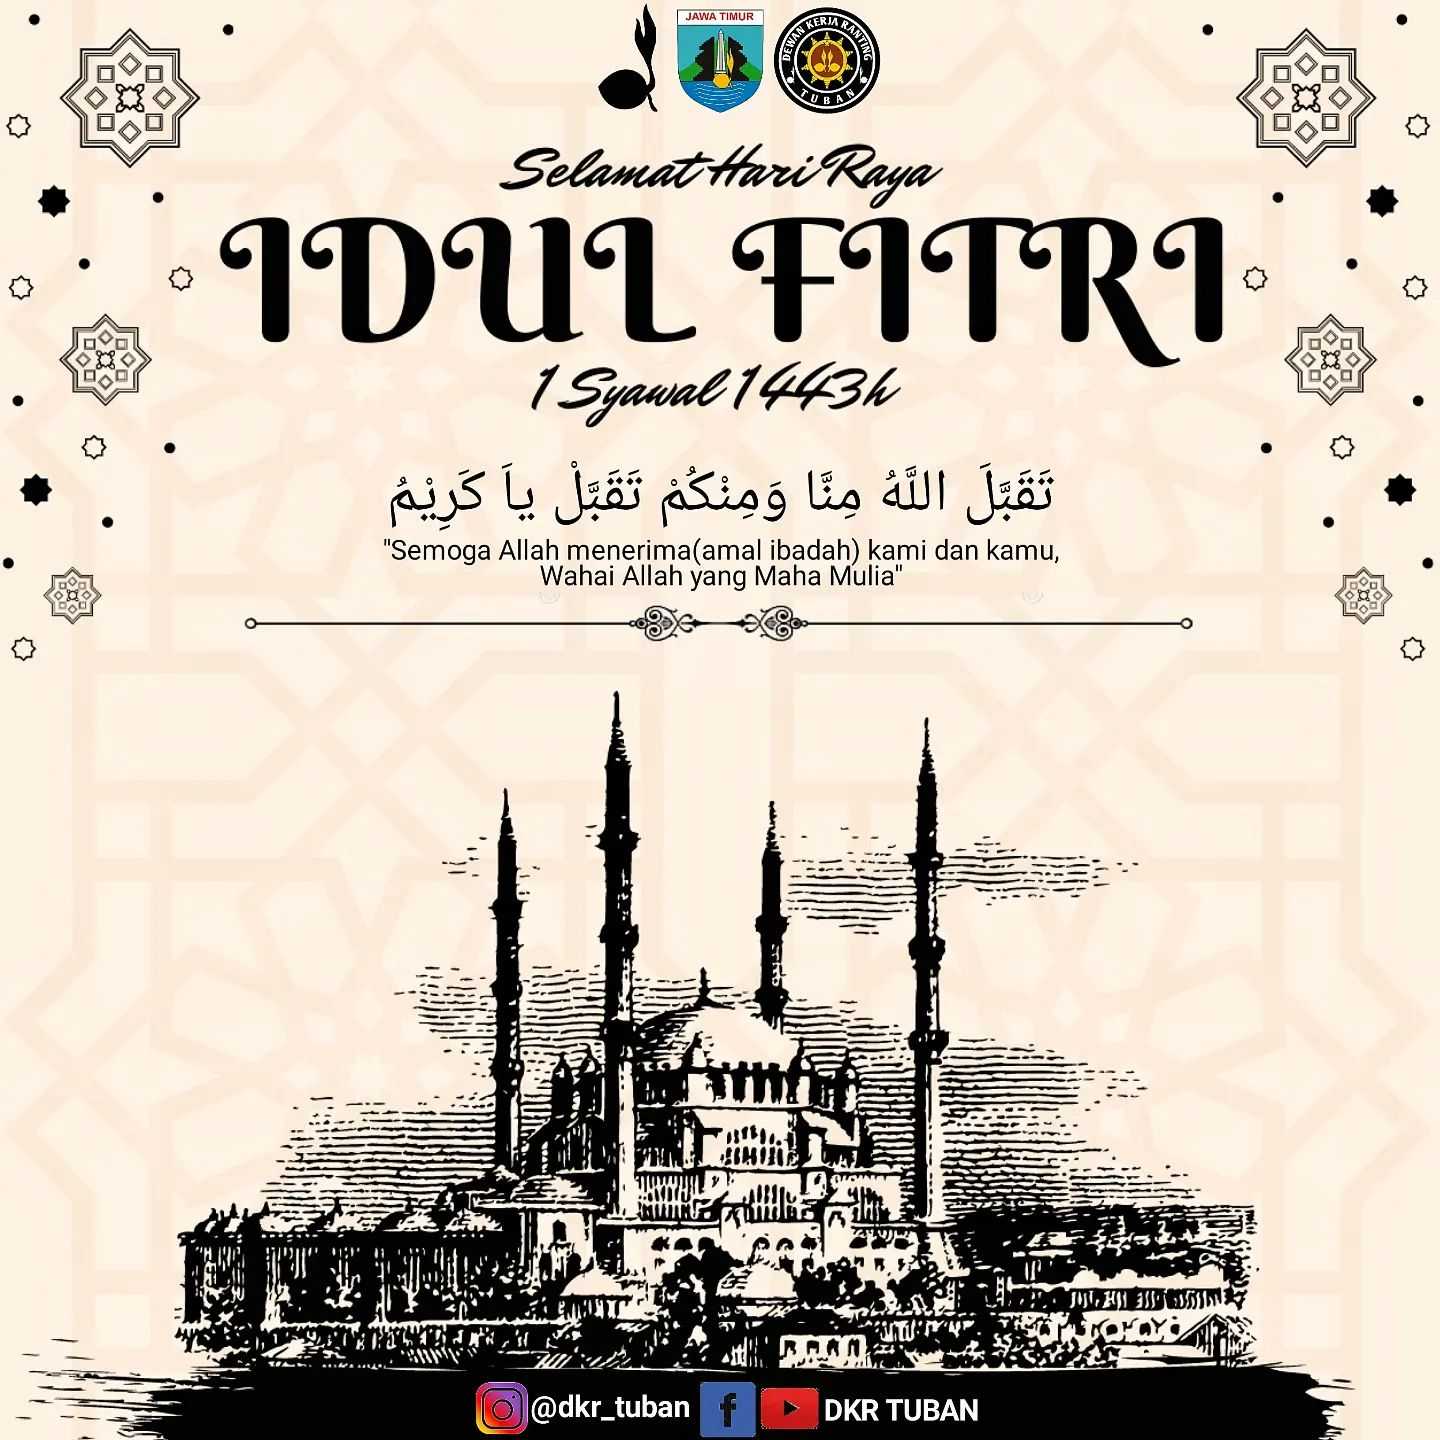 JAWA TIMUR
DEWAN KERJA RANTING
TUBAN
Selamat Hari Raya
IDUL FITRI
1 Syawal 1443h
تَقَبَّلَ اللَّهُ مِنَّا وَمِنْكُمْ تَقَبَّلْ ياَ كَرِيْمُ
"Semoga Allah menerima(amal ibadah) kami dan kamu,
Wahai Allah yang Maha Mulia"
@dkr_tuban f DKR TUBAN